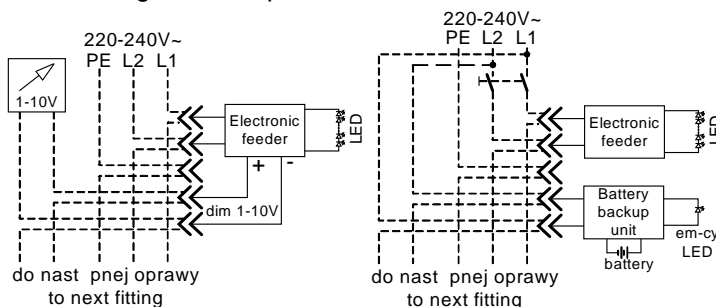 220-240V~
PE L2 L1
1-10V
Electronic
feeder
LED
+ -
dim 1-10V
do nast pnej oprawy
to next fitting
220-240V~
PE L2 L1
Electronic
feeder
LED
Battery
backup
unit
battery
em-cy
LED
do nast pnej oprawy
to next fitting